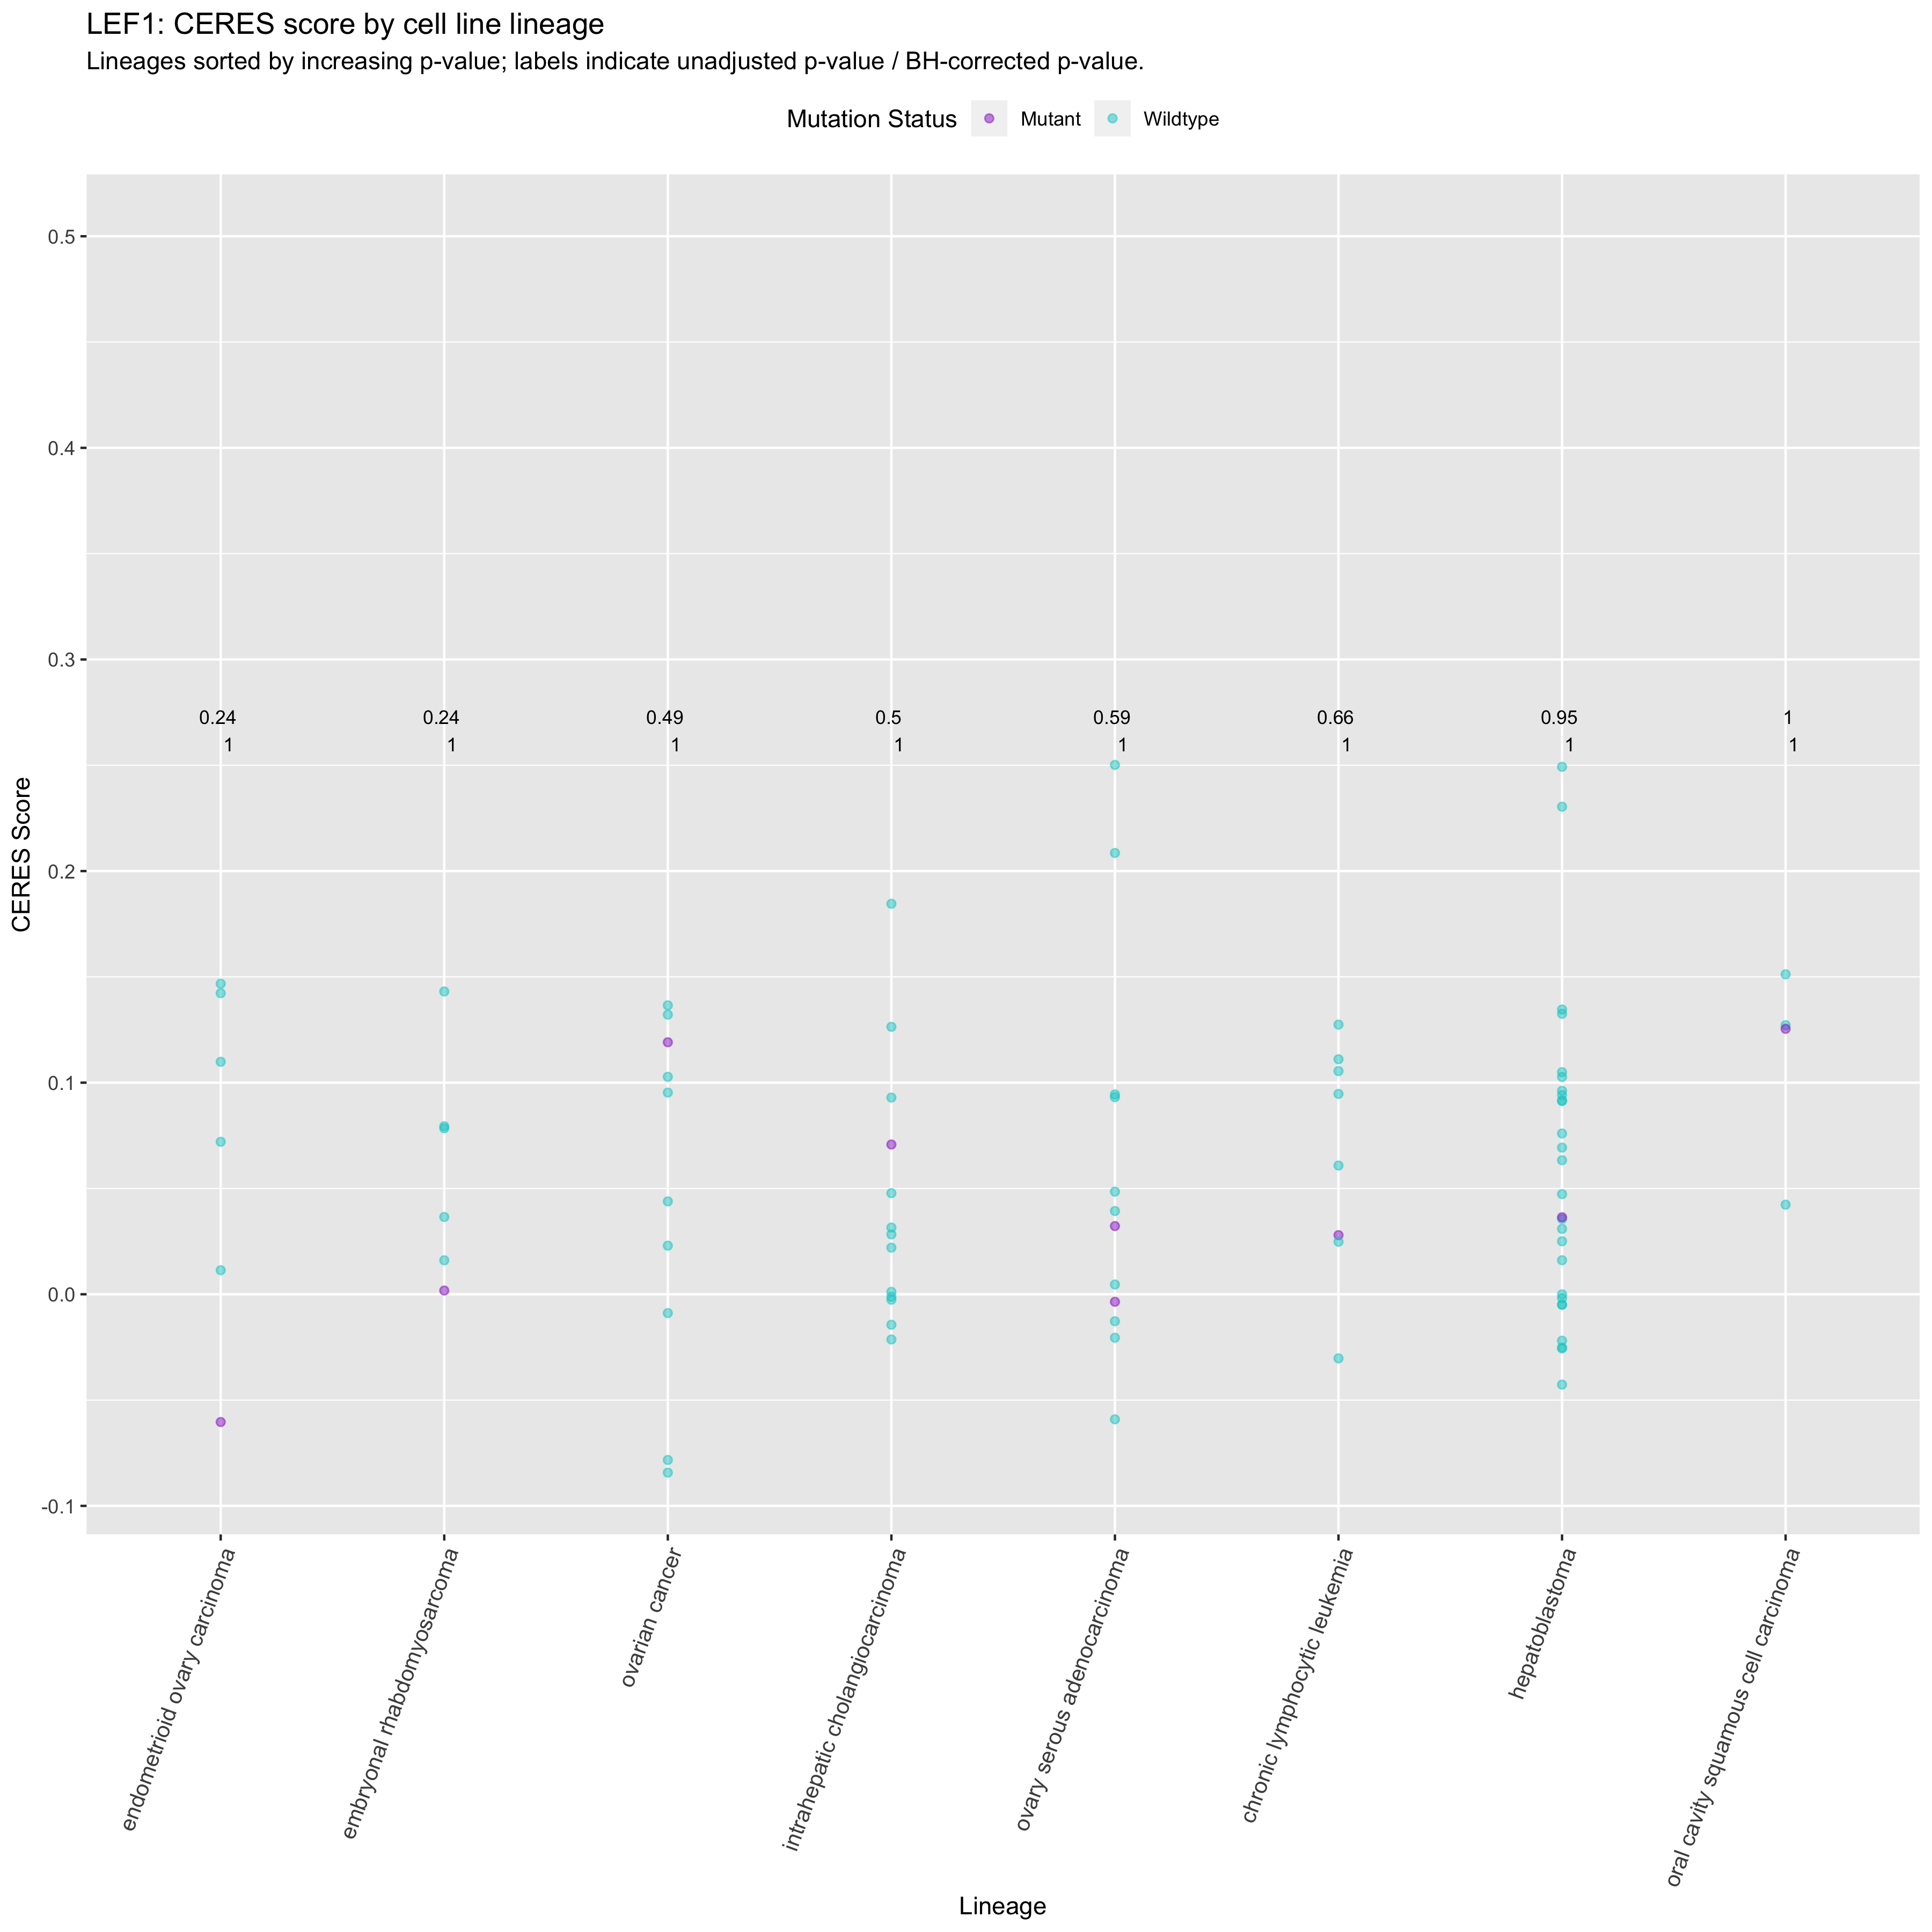 LEF1: CERES score by cell line lineage
Lineages sorted by increasing p-value; labels indicate unadjusted p-value / BH-corrected p-value.
Mutation Status Mutant Wildtype
0.5
0.4
0.3
0.24 0.24 0.49 0.5 0.59 0.66 0.95 1
1 1 1 1 1 1 1 1
0.2
0.1
0.0
-0.1
CERES Score
endometrioid ovary carcinoma
embryonal rhabdomyosarcoma
ovarian cancer
intrahepatic cholangiocarcinoma
ovary serous adenocarcinoma
chronic lymphocytic leukemia
hepatoblastoma
oral cavity squamous cell carcinoma
Lineage